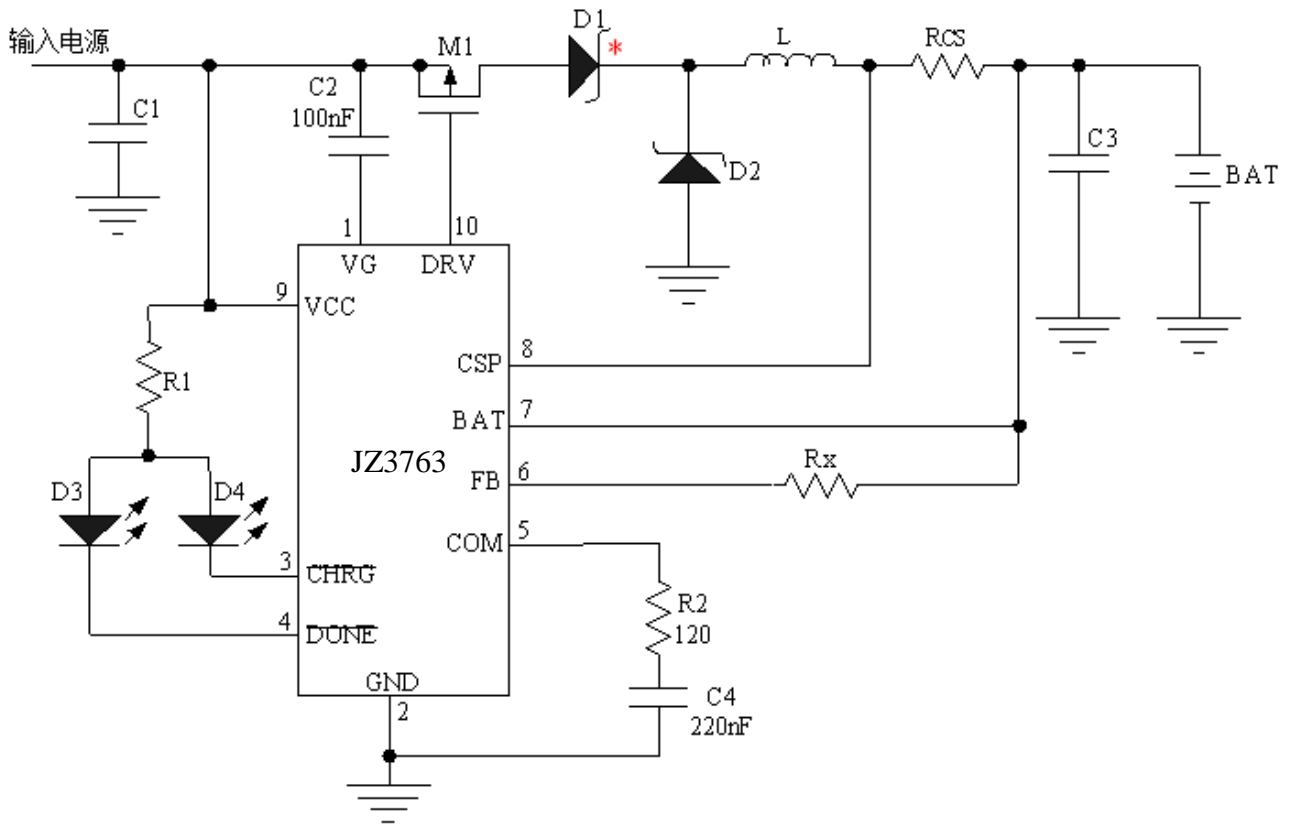 输入电源
C1
C2
100nF
M1
D1
*
L
RCS
D2
C3
BAT
1
10
VG
DRV
9
VCC
R1
CSP
8
BAT
7
JZ3763
FB
6
Rx
D3
D4
COM
5
3
CHRG
4
DONE
R2
120
GND
2
C4
220nF